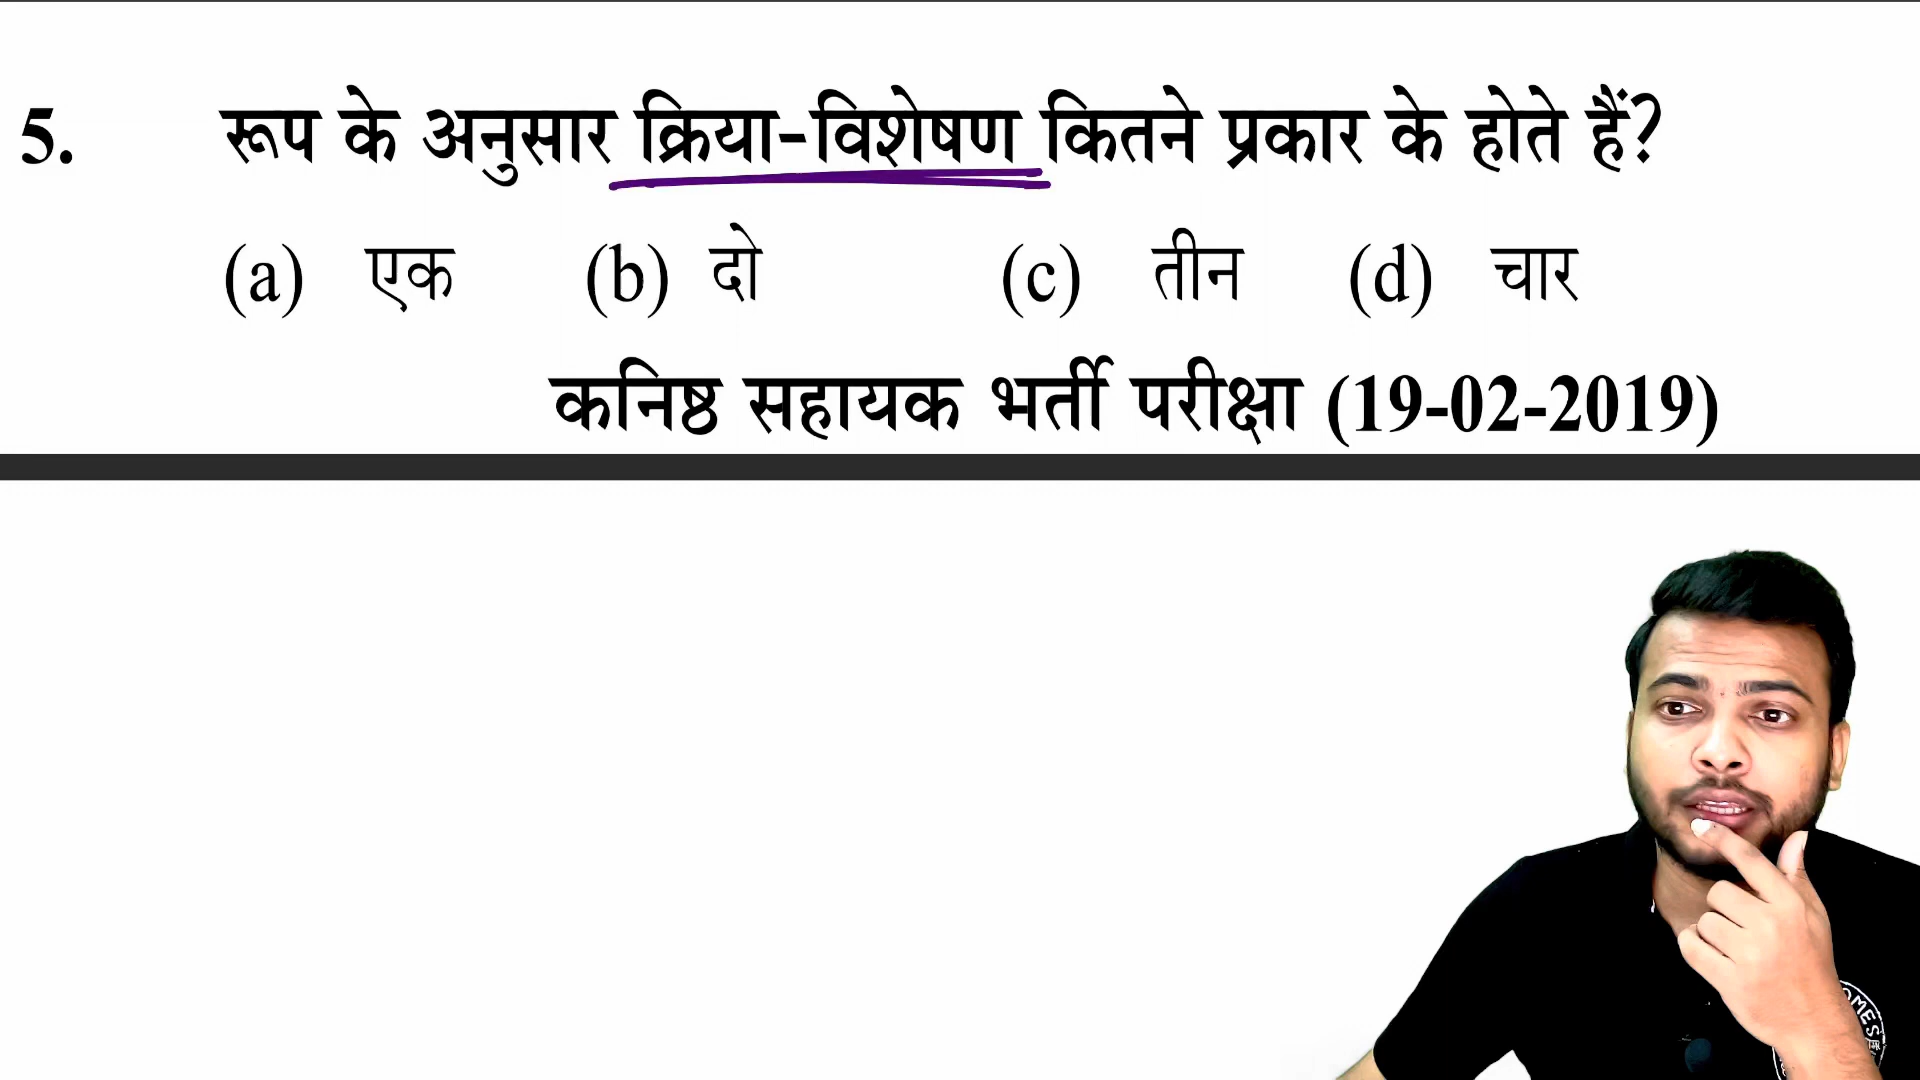 5. रूप के अनुसार क्रिया-विशेषण कितने प्रकार के होते हैं?
(a) एक (b) दो (c) तीन (d) चार
कनिष्ठ सहायक भर्ती परीक्षा (19-02-2019)